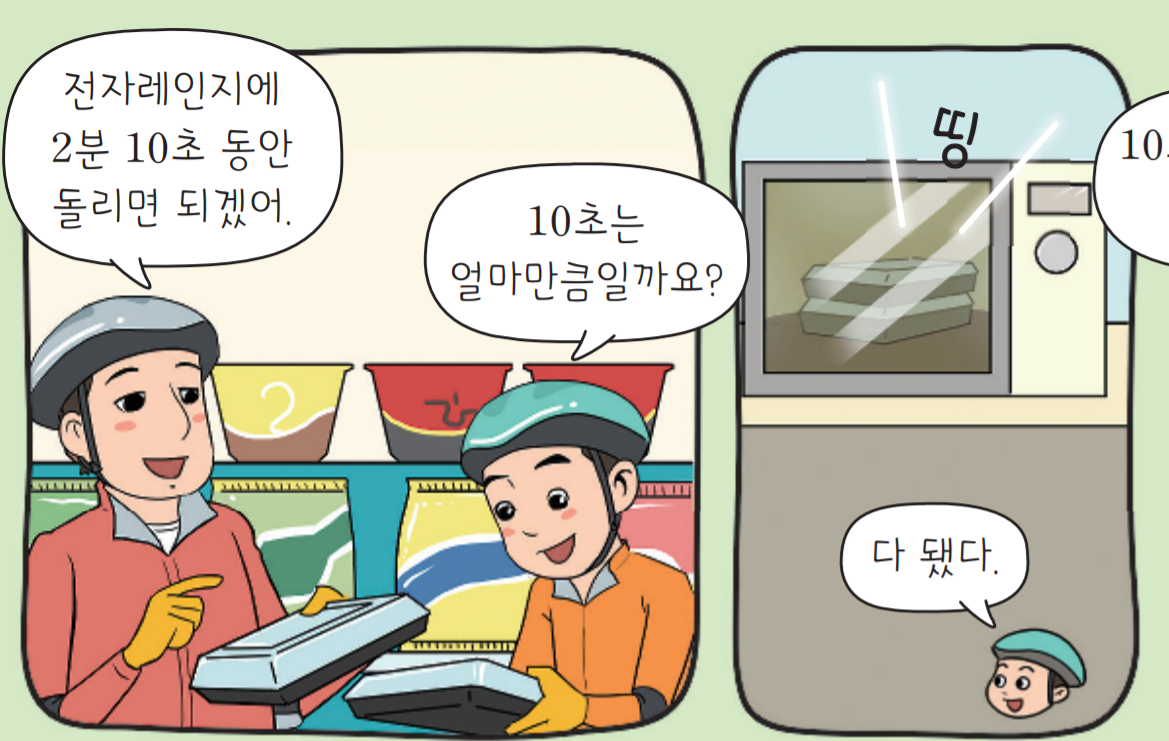 전자레인지에
2분 10초 동안
돌리면 되겠어.
10초는
얼마만큼일까요?
띵
10
다 됐다.